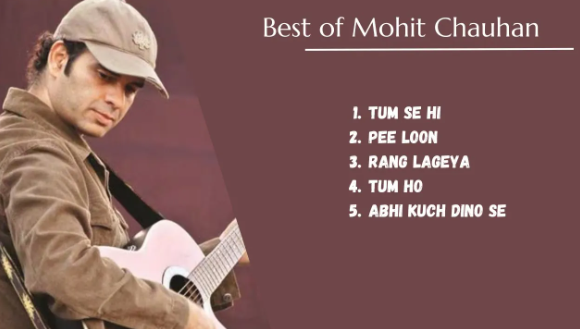 Best of Mohit Chauhan
1. TUM SE HI
2. PEE LOON
3. RANG LAGEYA
4. TUM HO
5. ABHI KUCH DINO SE